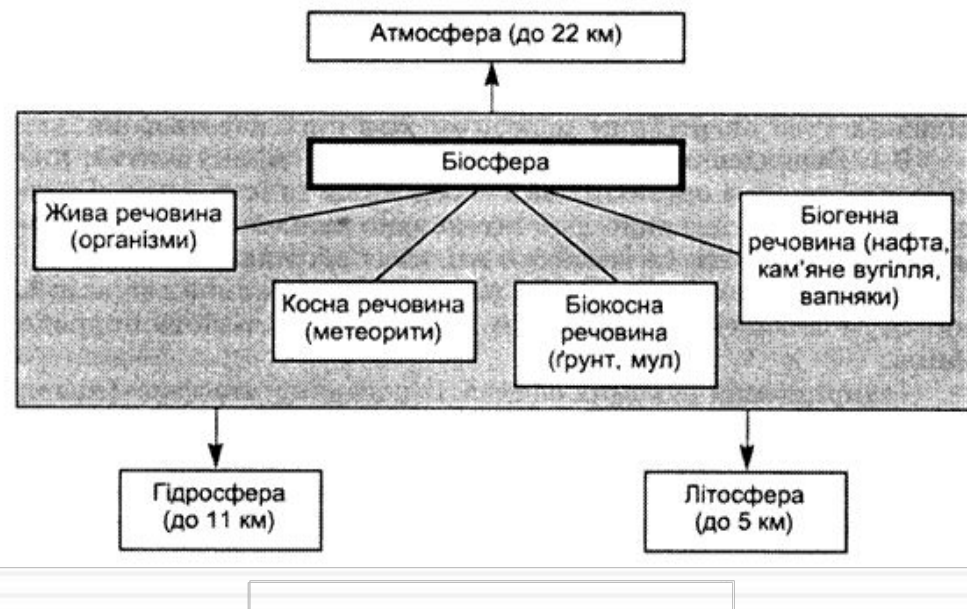 Атмосфера (до 22 км)
Біосфера
Жива речовина
(організми)
Косна речовина
(метеорити)
Біокосна
речовина
(ґрунт, мул)
Біогенна
речовина (нафта,
кам'яне вугілля,
вапняки)
Гідросфера
(до 11 км)
Літосфера
(до 5 км)